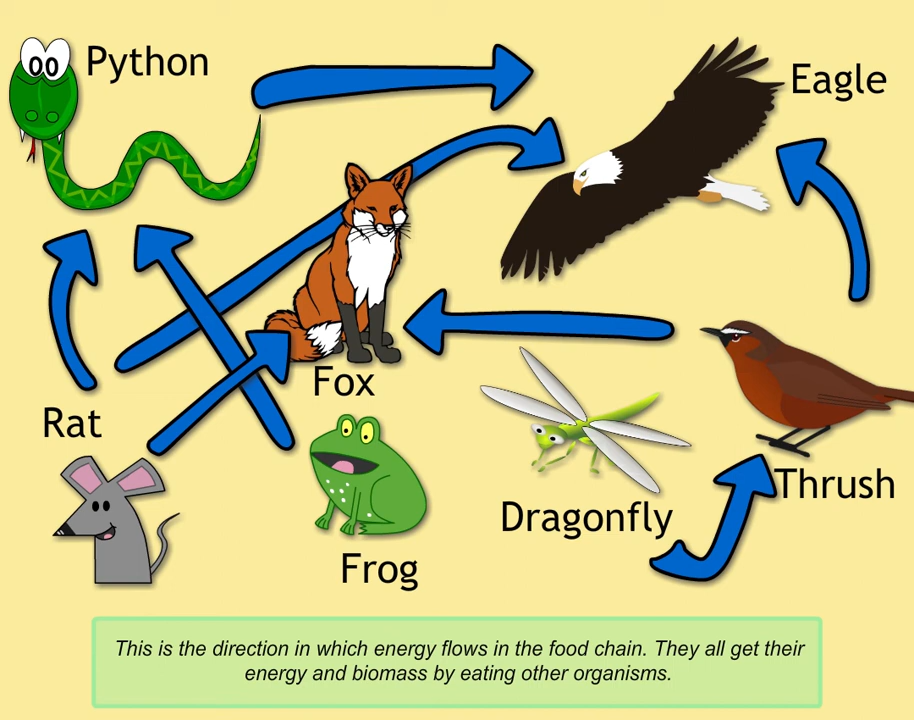 Python
Eagle
Fox
Rat
Thrush
Dragonfly
Frog
This is the direction in which energy flows in the food chain. They all get their
energy and biomass by eating other organisms.